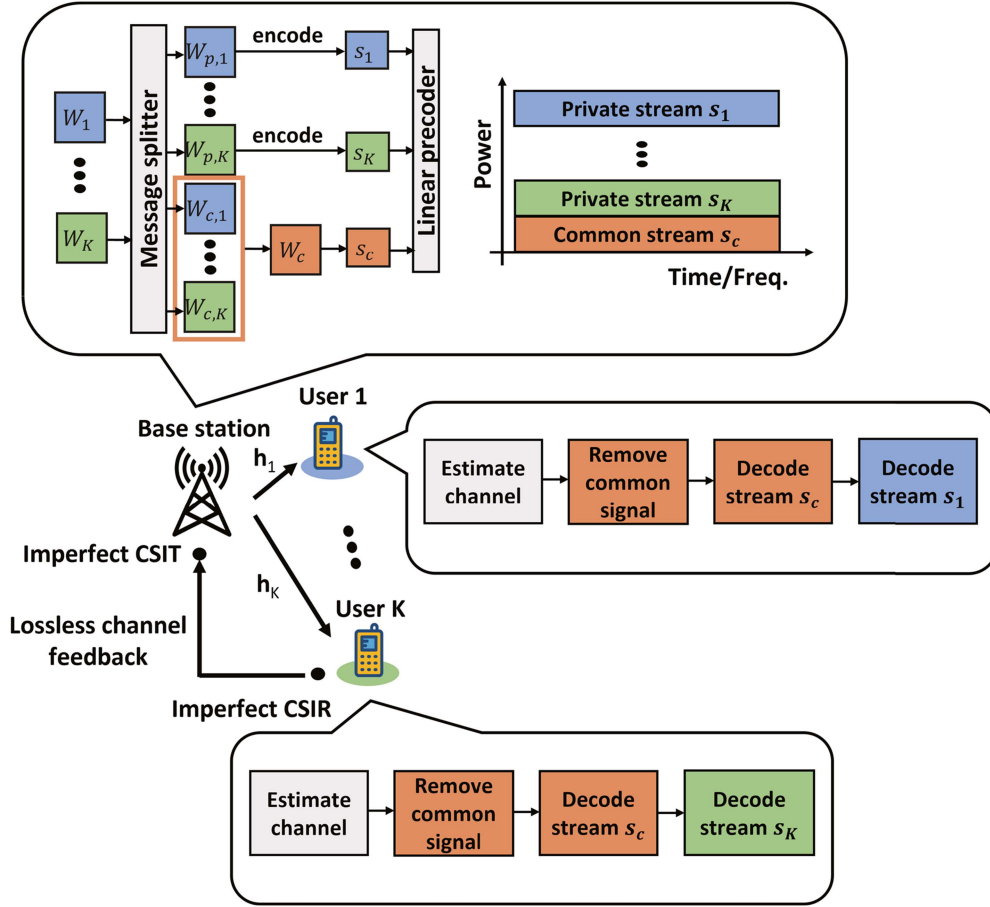 Message splitter
W_1
W_K
W_{p,1}
encode
s_1
W_{p,K}
encode
s_K
W_{c,1}
W_{c,K}
W_c
s_c
Linear precoder
Power
Private stream s_1
Private stream s_K
Common stream s_c
Time/Freq.
Base station
User 1
h_1
Imperfect CSIT
h_K
User K
Lossless channel
feedback
Imperfect CSIR
Estimate
channel
Remove
common
signal
Decode
stream s_c
Decode
stream s_1
Estimate
channel
Remove
common
signal
Decode
stream s_c
Decode
stream s_K